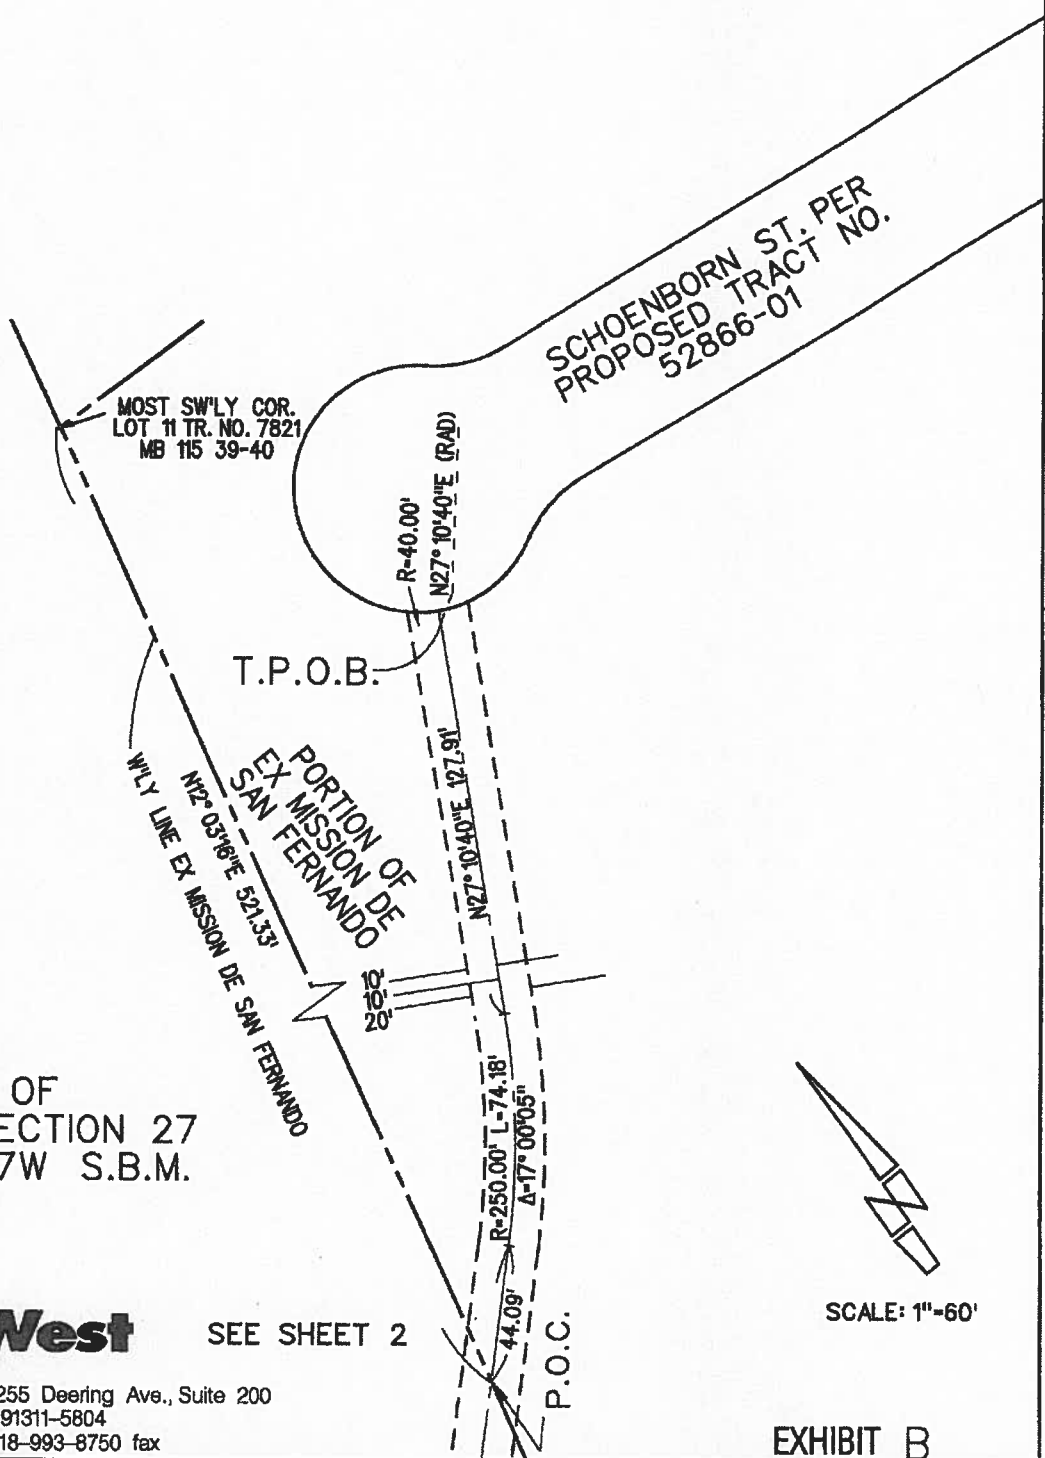 SCHOENBORN ST. PER
PROPOSED TRACT NO.
52866-01
MOST SW'LY COR.
LOT 11 TR. NO. 7821
MB 115 39-40
R=40.00'
N27°10'40"E (RAD)
T.P.O.B.
PORTION OF
EX MISSION DE
SAN FERNANDO
N27°10'40"E 127.91'
N12°03'16"E 521.33'
W'LY LINE EX MISSION DE SAN FERNANDO
10'
10'
20'
R=250.00' L=74.18'
Δ=17°00'05"
OF
ECTION 27
7W S.B.M.
44.09'
P.O.C.
SCALE: 1"=60'
West
SEE SHEET 2
255 Deering Ave., Suite 200
91311-5804
18-993-8750 fax
EXHIBIT B